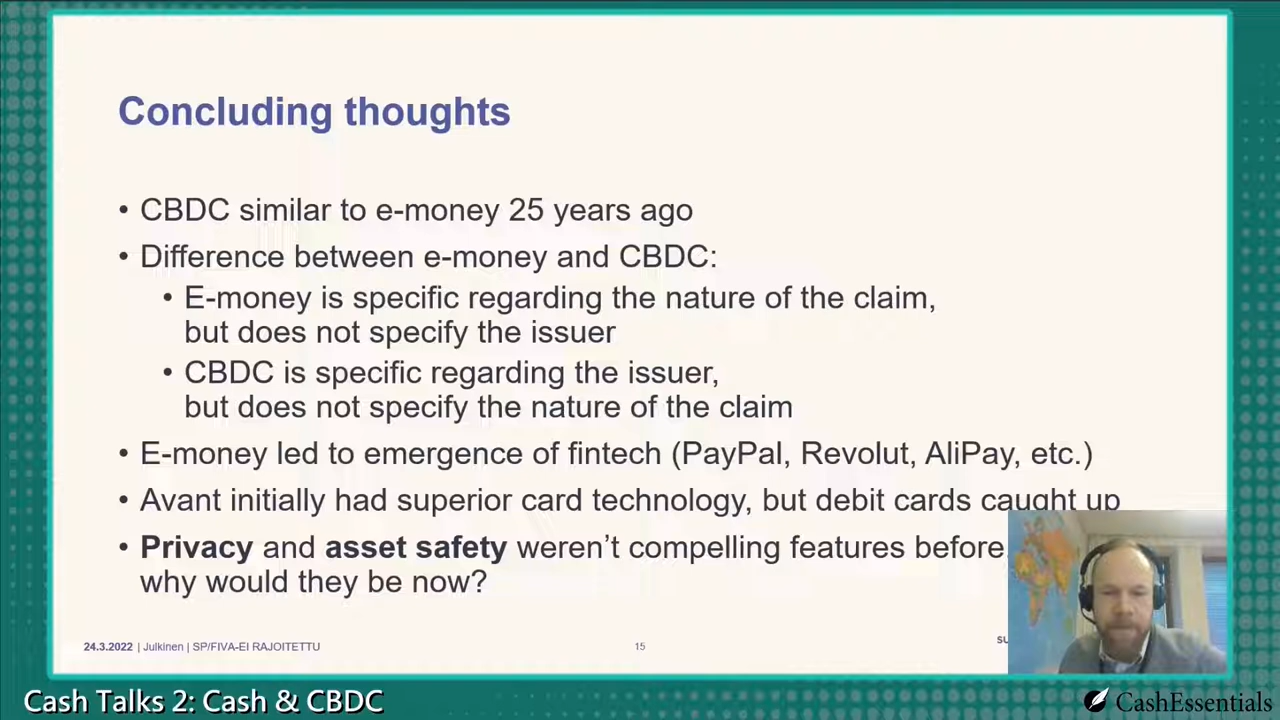 Concluding thoughts
• CBDC similar to e-money 25 years ago
• Difference between e-money and CBDC:
• E-money is specific regarding the nature of the claim,
but does not specify the issuer
• CBDC is specific regarding the issuer,
but does not specify the nature of the claim
• E-money led to emergence of fintech (PayPal, Revolut, AliPay, etc.)
• Avant initially had superior card technology, but debit cards caught up
• Privacy and asset safety weren’t compelling features before
why would they be now?
24.3.2022 | Julkinen | SP/FIVA-EI RAJOITETTU
15
Cash Talks 2: Cash & CBDC
CashEssentials